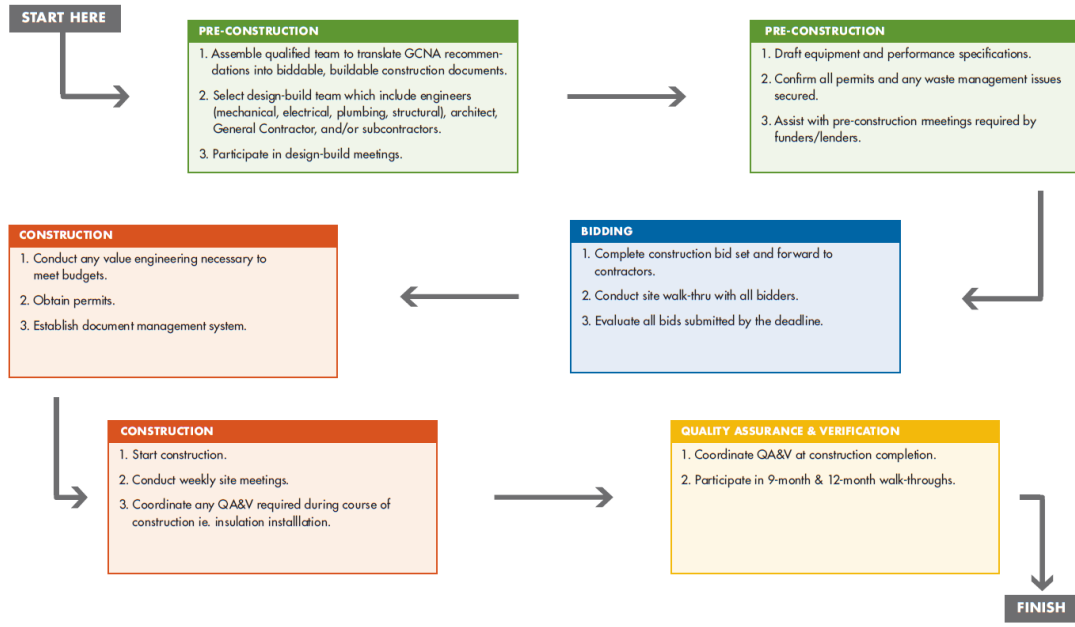 START HERE
PRE-CONSTRUCTION
1. Assemble qualified team to translate GCNA recommen-
dations into biddable, buildable construction documents.
2. Select design-build team which include engineers
(mechanical, electrical, plumbing, structural), architect,
General Contractor, and/or subcontractors.
3. Participate in design-build meetings.
PRE-CONSTRUCTION
1. Draft equipment and performance specifications.
2. Confirm all permits and any waste management issues
secured.
3. Assist with pre-construction rmeetings required by
funders/lenders.
BIDDING
1. Complete construction bid set and forward to
contractors.
2. Conduct site walk-thru with all bidders.
3. Evaluate all bids submitted by the deadline.
CONSTRUCTION
1. Conduct any value engineering necessary to
meet budgets.
2. Obtain permits.
3. Establish document management system.
CONSTRUCTION
1. Start construction.
2. Conduct weekly site meetings.
3. Coordinate any QA&V required during course of
construction ie. insulation installlation.
QUALITY ASSURANCE & VERIFICATION
1. Coordinate QA&V at construction completion.
2. Participate in 9-month & 12-month walk-throughs.
FINISH